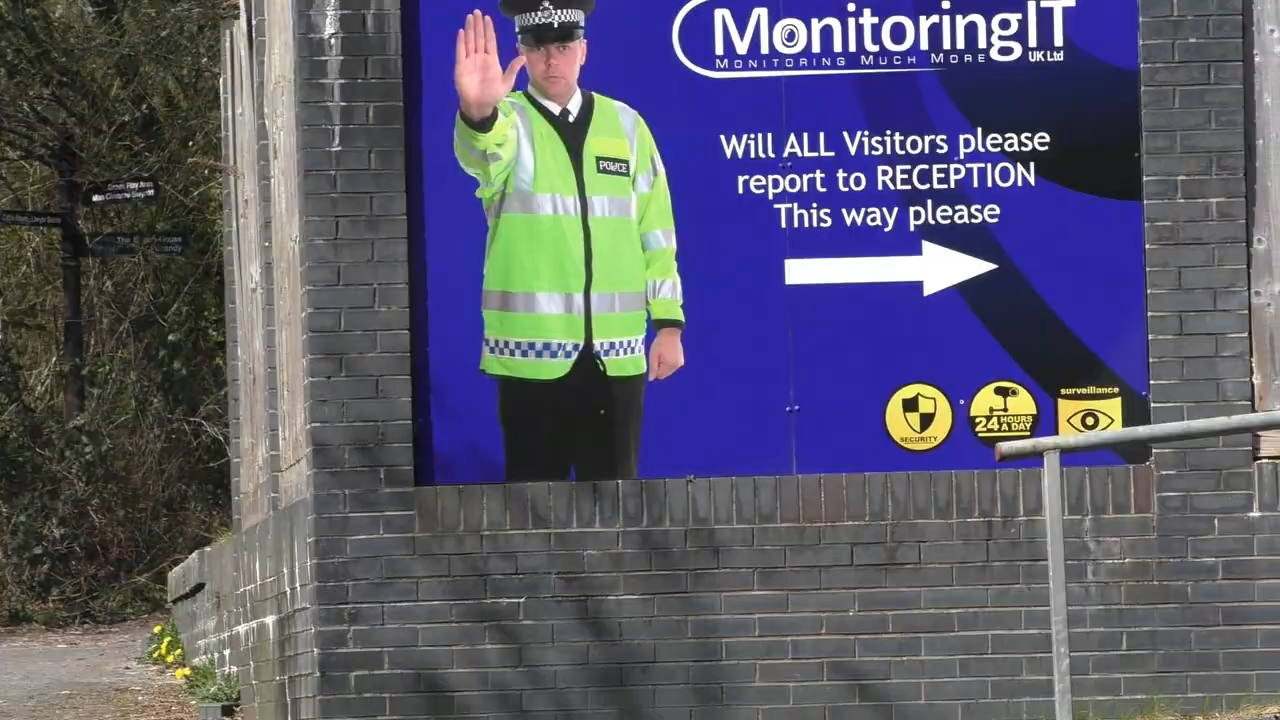 MonitoringIT
MONITORING MUCH MORE UK Ltd
POLICE
Will ALL Visitors please
report to RECEPTION
This way please
SECURITY
24 HOURS
A DAY
surveillance